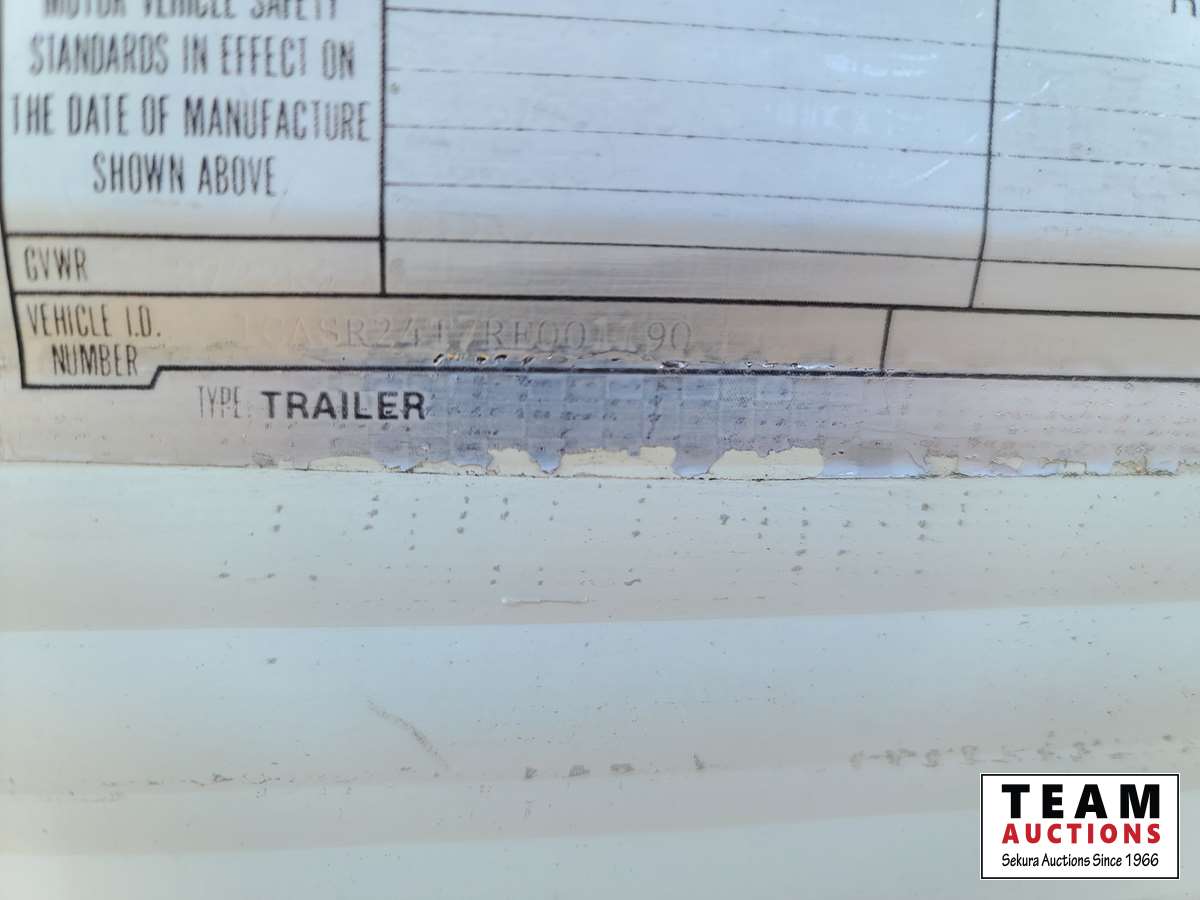 MOTOR VEHICLE SAFETY
STANDARDS IN EFFECT ON
THE DATE OF MANUFACTURE
SHOWN ABOVE
GVWR
VEHICLE I.D.
NUMBER
TYPE: TRAILER
TEAM
AUCTIONS
Sekura Auctions Since 1966